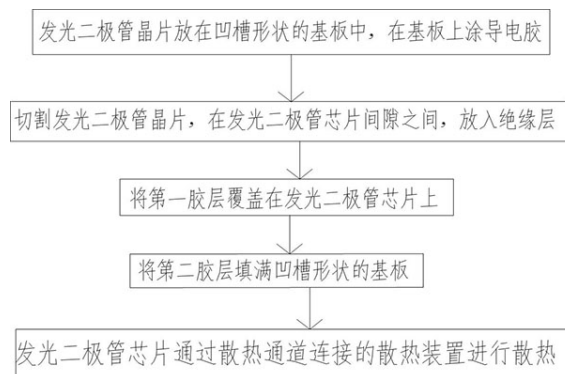 发光二极管晶片放在凹槽形状的基板中，在基板上涂导电胶
切割发光二极管晶片，在发光二极管芯片间隙之间，放入绝缘层
将第一胶层覆盖在发光二极管芯片上
将第二胶层填满凹槽形状的基板
发光二极管芯片通过散热通道连接的散热装置进行散热